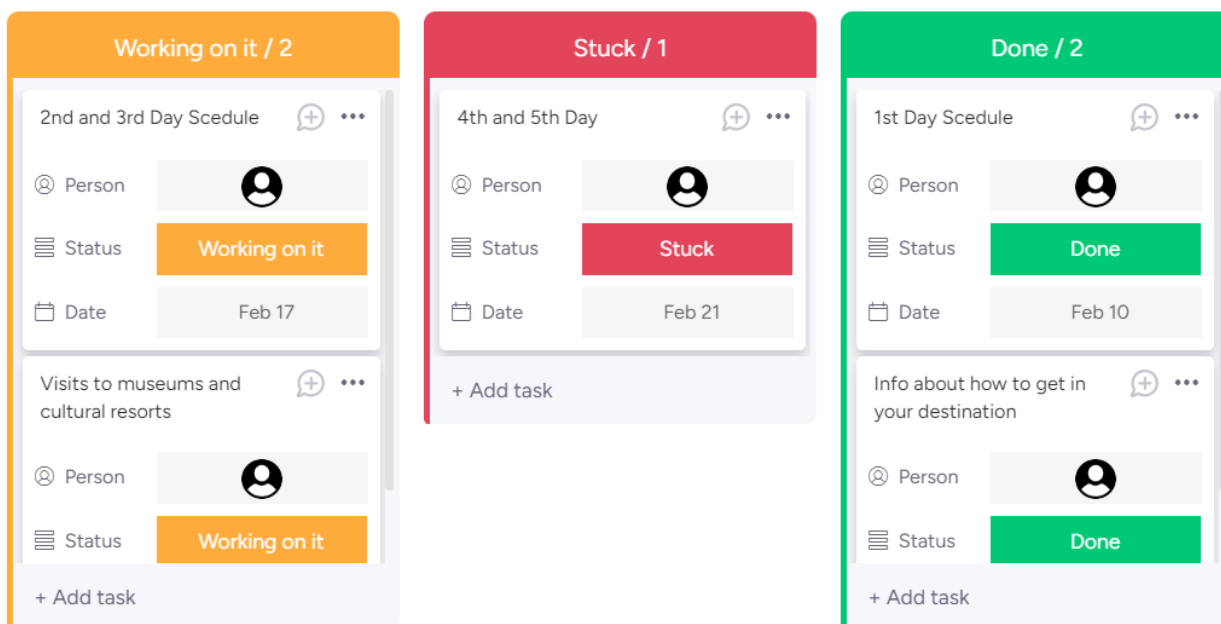 Working on it / 2
2nd and 3rd Day Scedule
Person
Status
Working on it
Date
Feb 17
Visits to museums and
cultural resorts
Person
Status
Working on it
+ Add task
Stuck / 1
4th and 5th Day
Person
Status
Stuck
Date
Feb 21
+ Add task
Done / 2
1st Day Scedule
Person
Status
Done
Date
Feb 10
Info about how to get in
your destination
Person
Status
Done
+ Add task